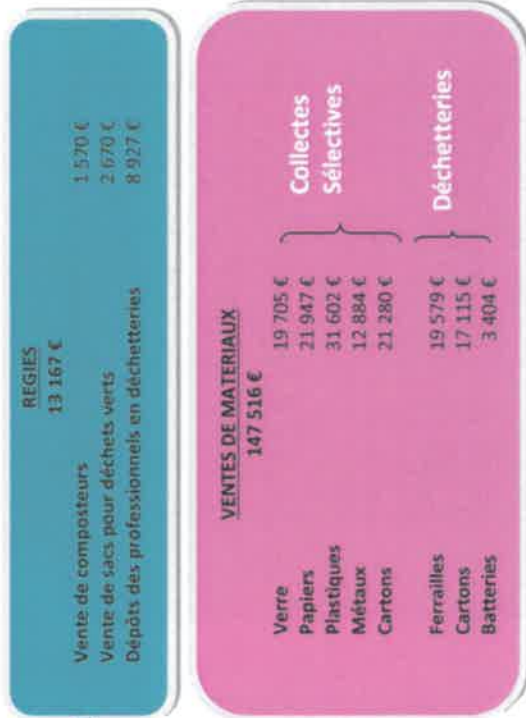 REGIES
13 167 €
Vente de composteurs 1 570 €
Vente de sacs pour déchets verts 2 670 €
Dépôts des professionnels en déchetteries 8 927 €
VENTES DE MATERIAUX
147 516 €
Verre 19 705 €
Papiers 21 947 €
Plastiques 31 602 €
Métaux 12 884 €
Cartons 21 280 €
Collectes
Sélectives
Ferrailles 19 579 €
Cartons 17 115 €
Batteries 3 404 €
Déchetteries